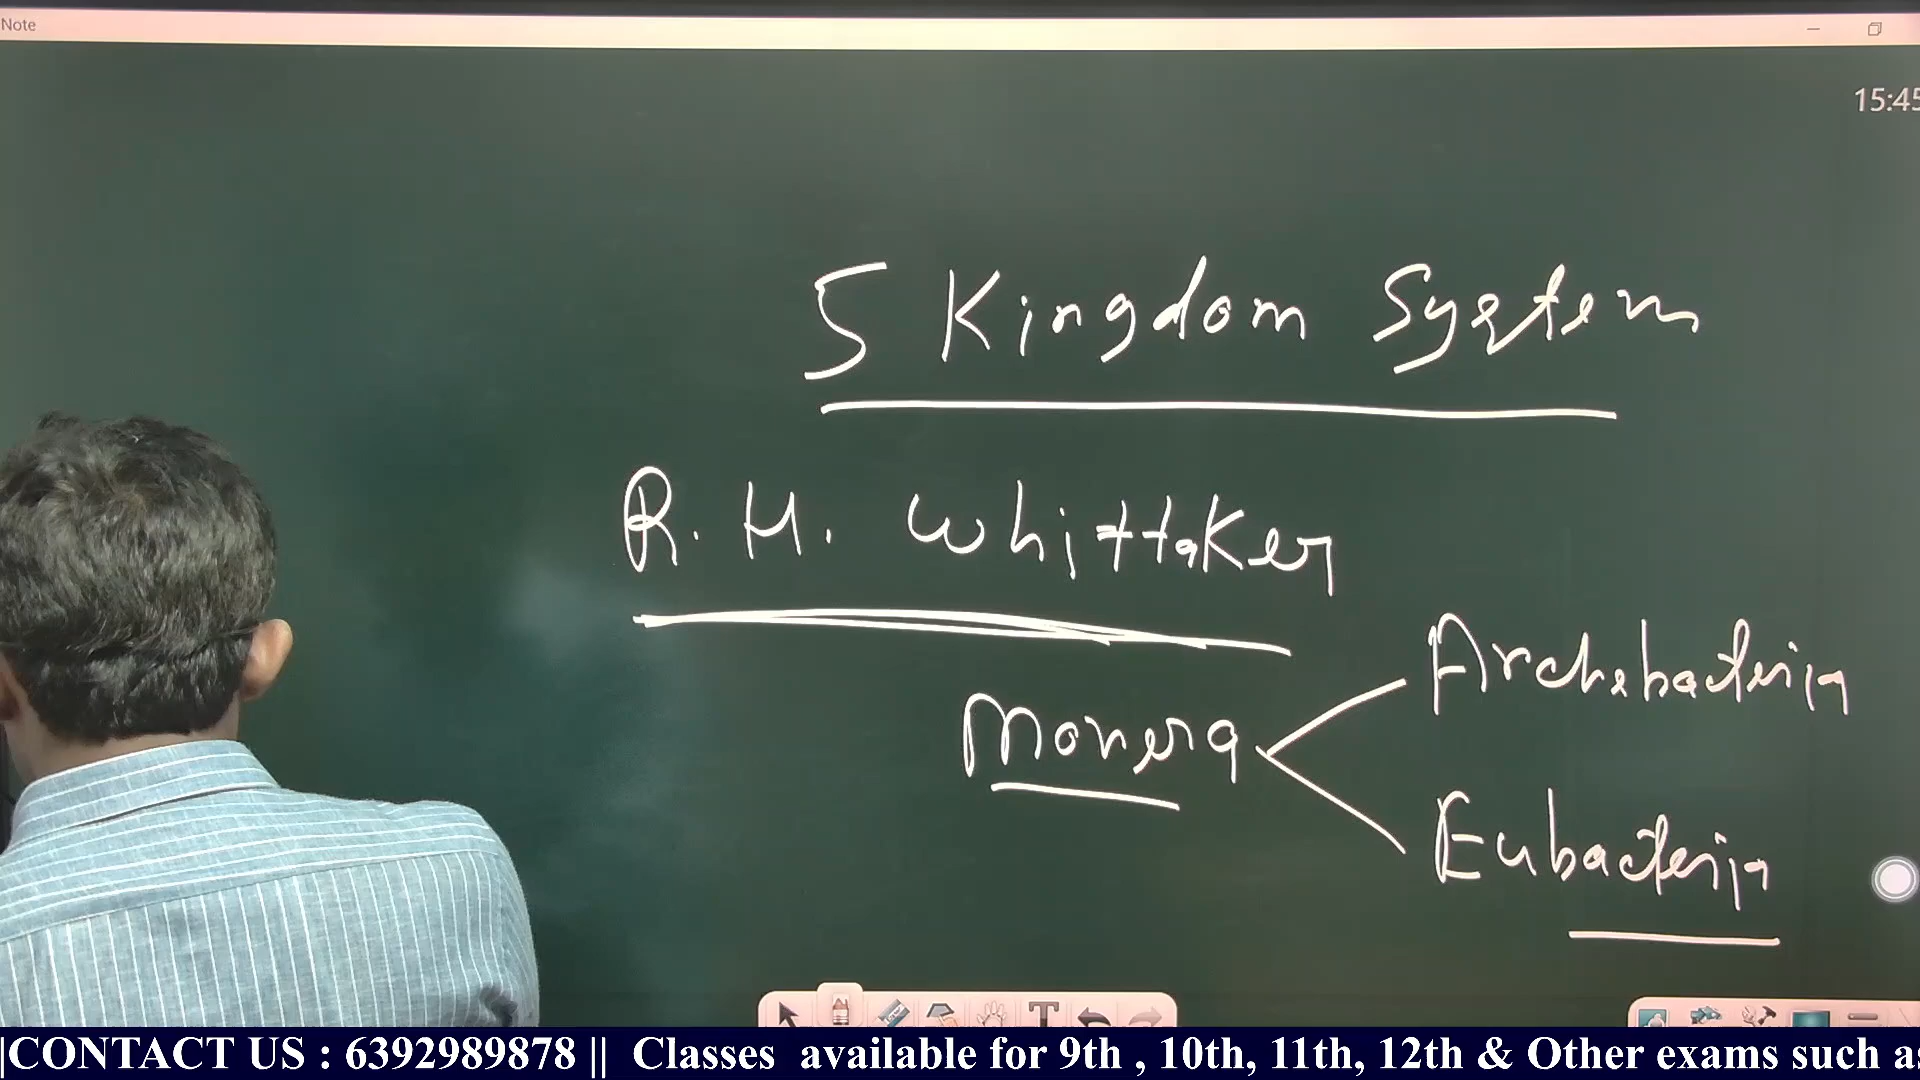 Note
15:45
5 Kingdom System
R. H. Whittaker
Monera
Archebacteria
Eubacteria
T
|CONTACT US : 6392989878 || Classes available for 9th , 10th, 11th, 12th & Other exams such as